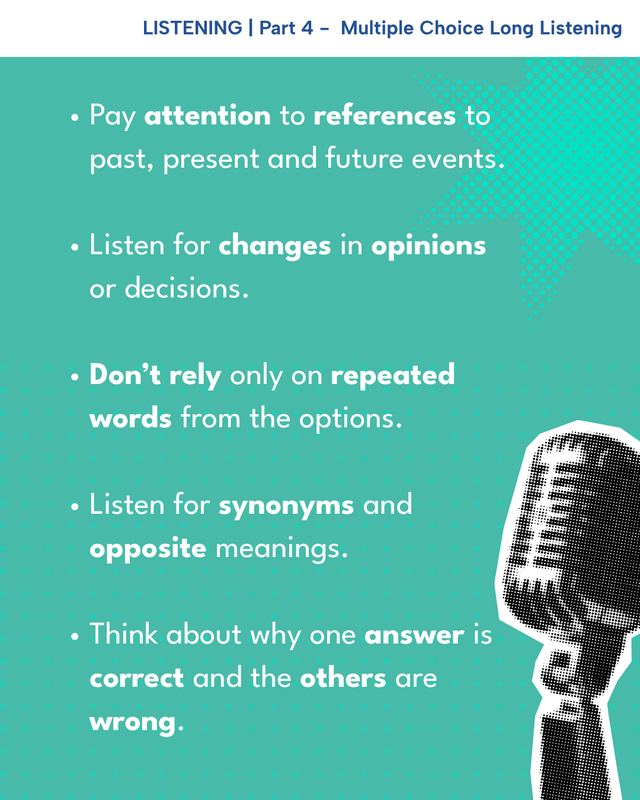 LISTENING | Part 4 - Multiple Choice Long Listening
• Pay attention to references to
past, present and future events.
• Listen for changes in opinions
or decisions.
• Don’t rely only on repeated
words from the options.
• Listen for synonyms and
opposite meanings.
• Think about why one answer is
correct and the others are
wrong.